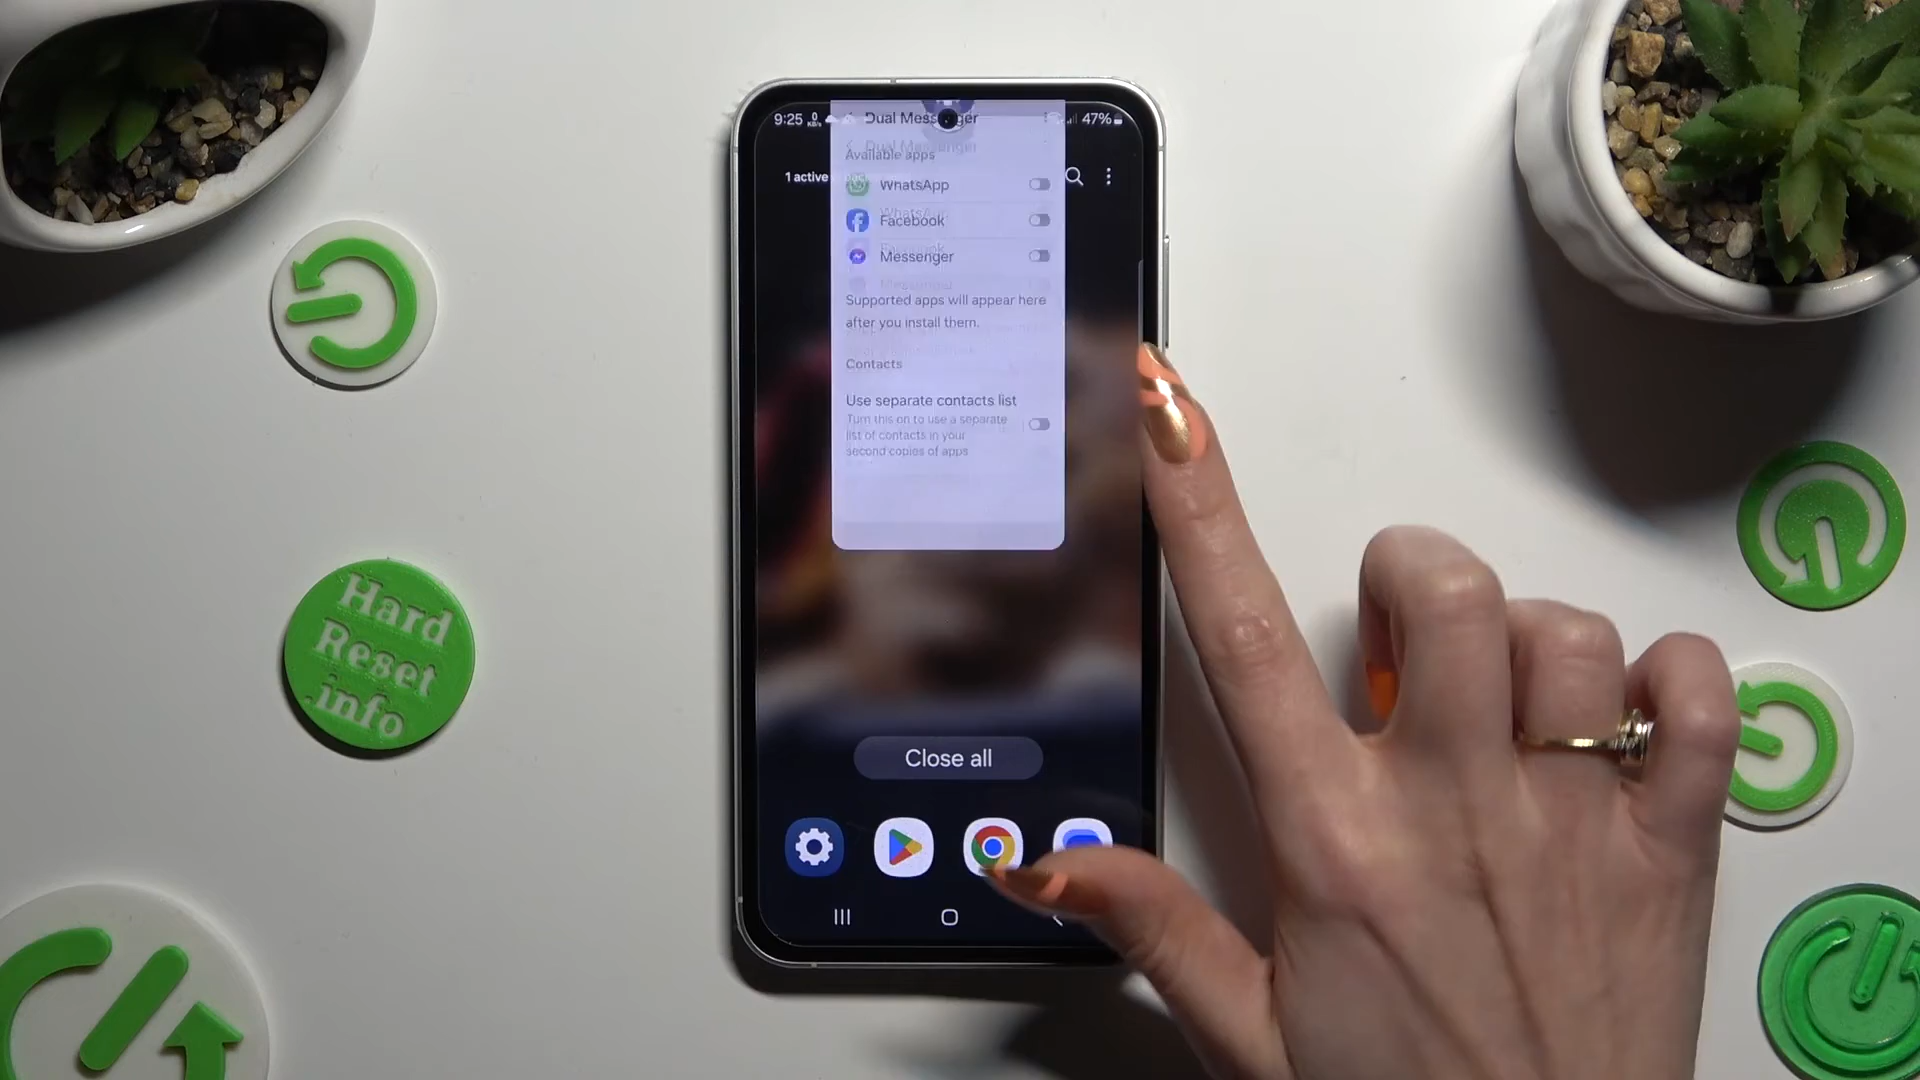 9:25
47%
Dual Messenger
1 active
Available apps
WhatsApp
Facebook
Messenger
Supported apps will appear here
after you install them.
Contacts
Use separate contacts list
Turn this on to use a separate
list of contacts in your
second copies of apps
Close all
Hard
Reset
.info